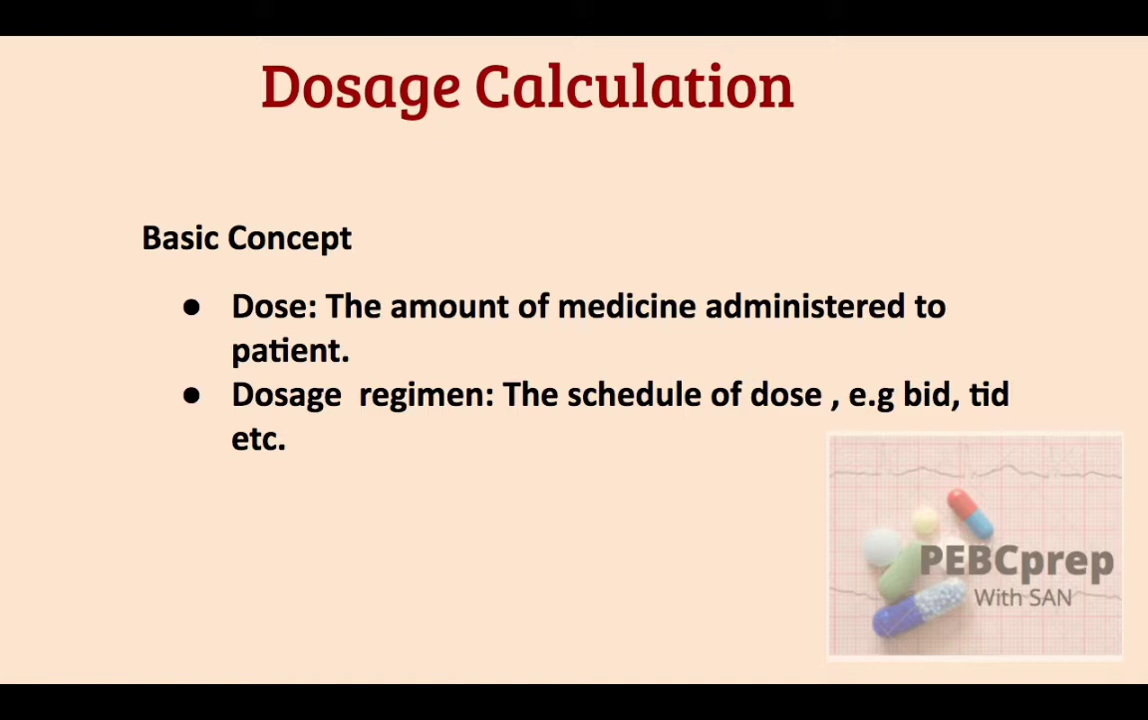 Dosage Calculation
Basic Concept
● Dose: The amount of medicine administered to
patient.
● Dosage  regimen: The schedule of dose , e.g bid, tid
etc.
PEBCprep
With SAN